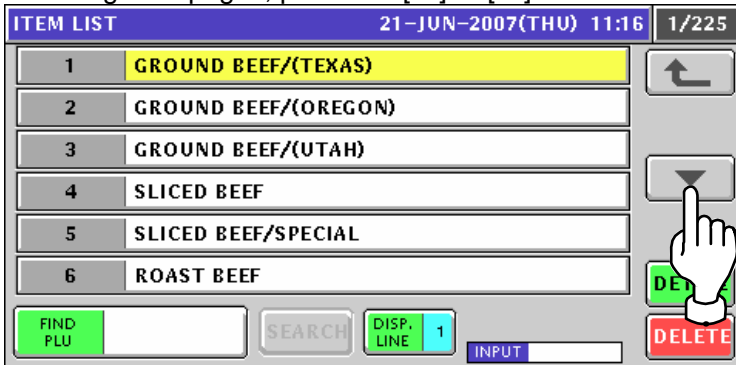 ITEM LIST 21-JUN-2007(THU) 11:16 1/225
1 GROUND BEEF/(TEXAS)
2 GROUND BEEF/(OREGON)
3 GROUND BEEF/(UTAH)
4 SLICED BEEF
5 SLICED BEEF/SPECIAL
6 ROAST BEEF
FIND PLU SEARCH DISP. LINE 1 INPUT DELETE